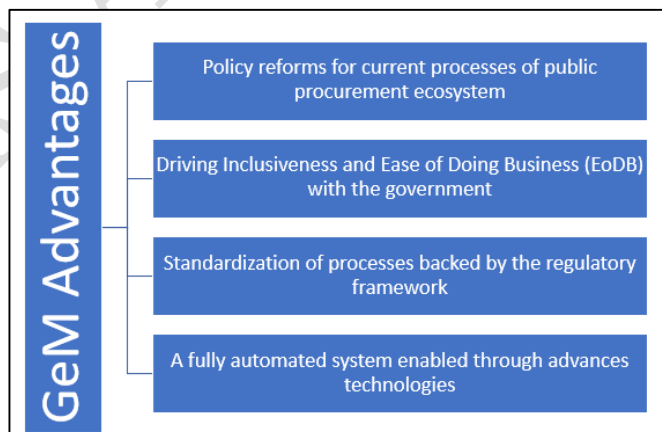 GeM Advantages
Policy reforms for current processes of public
procurement ecosystem
Driving Inclusiveness and Ease of Doing Business (EoDB)
with the government
Standardization of processes backed by the regulatory
framework
A fully automated system enabled through advances
technologies